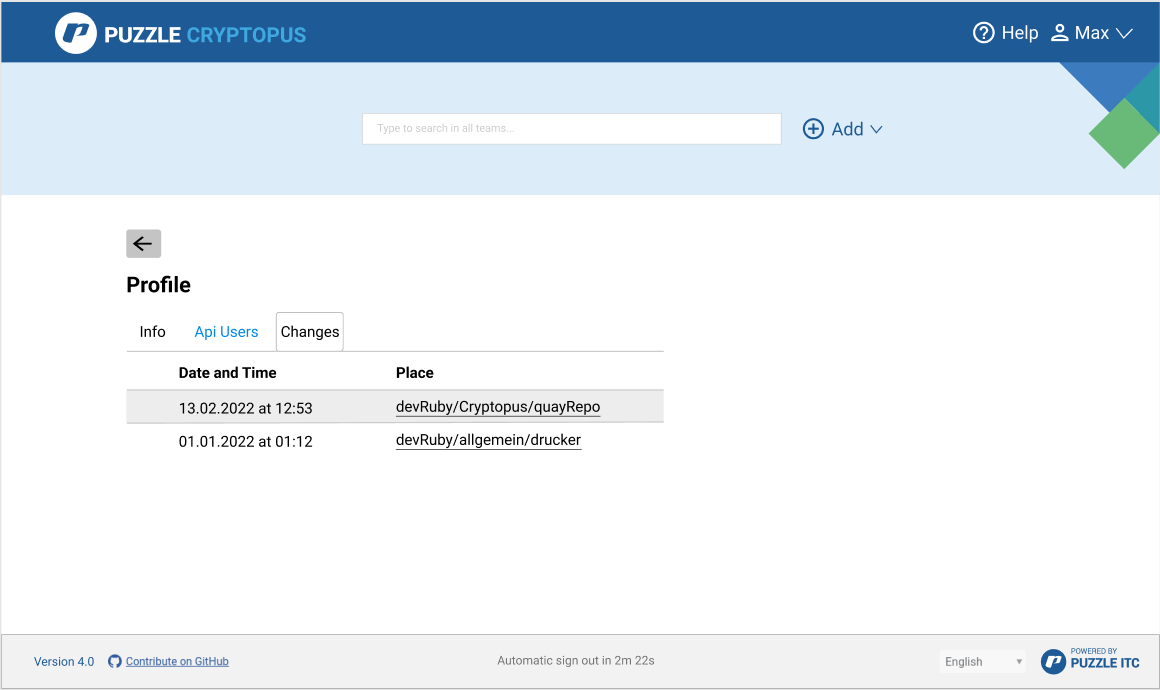 PUZZLE CRYPTOPUS
Help
Max
Type to search in all teams...
Add
Profile
Info
Api Users
Changes
Date and Time
Place
13.02.2022 at 12:53
devRuby/Cryptopus/quayRepo
01.01.2022 at 01:12
devRuby/allgemein/drucker
Version 4.0
Contribute on GitHub
Automatic sign out in 2m 22s
English
POWERED BY
PUZZLE ITC